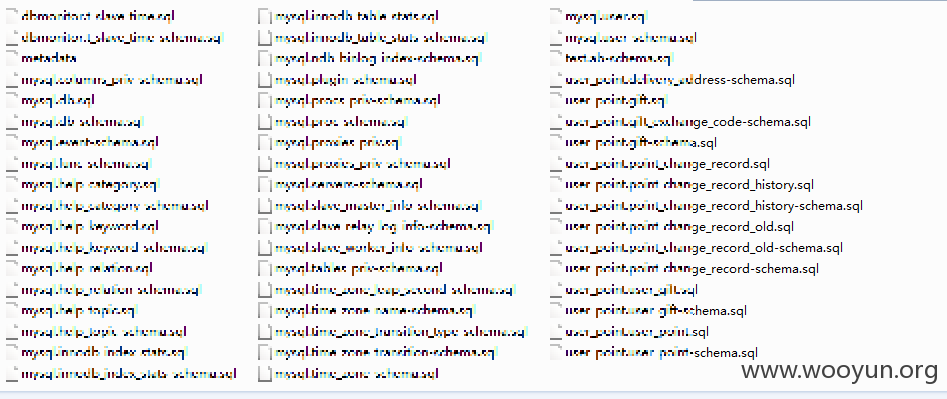 dbmonitor.t_slave_time.sql
dbmonitor.t_slave_time-schema.sql
metadata
mysql.columns_priv-schema.sql
mysql.db.sql
mysql.db-schema.sql
mysql.event-schema.sql
mysql.func-schema.sql
mysql.help_category.sql
mysql.help_category-schema.sql
mysql.help_keyword.sql
mysql.help_keyword-schema.sql
mysql.help_relation.sql
mysql.help_relation-schema.sql
mysql.help_topic.sql
mysql.help_topic-schema.sql
mysql.innodb_index_stats.sql
mysql.innodb_index_stats-schema.sql
mysql.innodb_table_stats.sql
mysql.innodb_table_stats-schema.sql
mysql.ndb_binlog_index-schema.sql
mysql.plugin-schema.sql
mysql.procs_priv-schema.sql
mysql.proc-schema.sql
mysql.proxies_priv.sql
mysql.proxies_priv-schema.sql
mysql.servers-schema.sql
mysql.slave_master_info-schema.sql
mysql.slave_relay_log_info-schema.sql
mysql.slave_worker_info-schema.sql
mysql.tables_priv-schema.sql
mysql.time_zone_leap_second-schema.sql
mysql.time_zone_name-schema.sql
mysql.time_zone_transition_type-schema.sql
mysql.time_zone_transition-schema.sql
mysql.time_zone-schema.sql
mysql.user.sql
mysql.user-schema.sql
test.ab-schema.sql
user_point.delivery_address-schema.sql
user_point.gift.sql
user_point.gift_exchange_code-schema.sql
user_point.gift-schema.sql
user_point.point_change_record.sql
user_point.point_change_record_history.sql
user_point.point_change_record_history-schema.sql
user_point.point_change_record_old.sql
user_point.point_change_record_old-schema.sql
user_point.point_change_record-schema.sql
user_point.user_gift.sql
user_point.user_gift-schema.sql
user_point.user_point.sql
user_point.user_point-schema.sql
www.wooyun.org